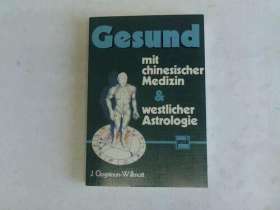 Gesund
mit
chinesischer
Medizin
&
westlicher
Astrologie